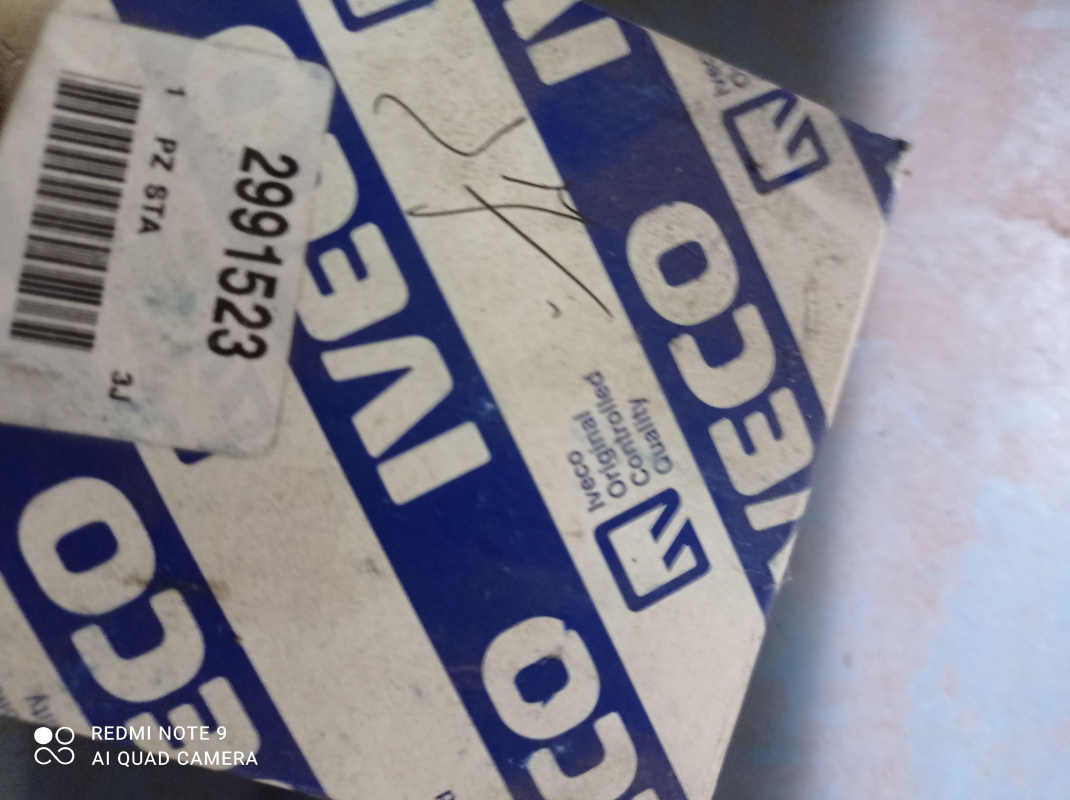 1 PZ STA
2991523
3J
IVECO
IVECO
IVECO
Iveco
Original
Controlled
Quality
REDMI NOTE 9
AI QUAD CAMERA